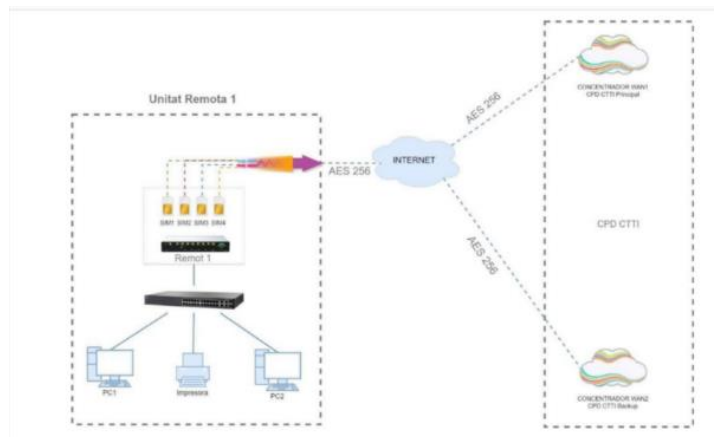 Unitat Remota 1
SIM1 SIM2 SIM3 SIM4
Remot 1
PC1
Impresora
PC2
AES 256
INTERNET
AES 256
AES 256
CONCENTRADOR WAN1
CPD CTTI Principal
CPD CTTI
CONCENTRADOR WAN2
CPD CTTI Backup